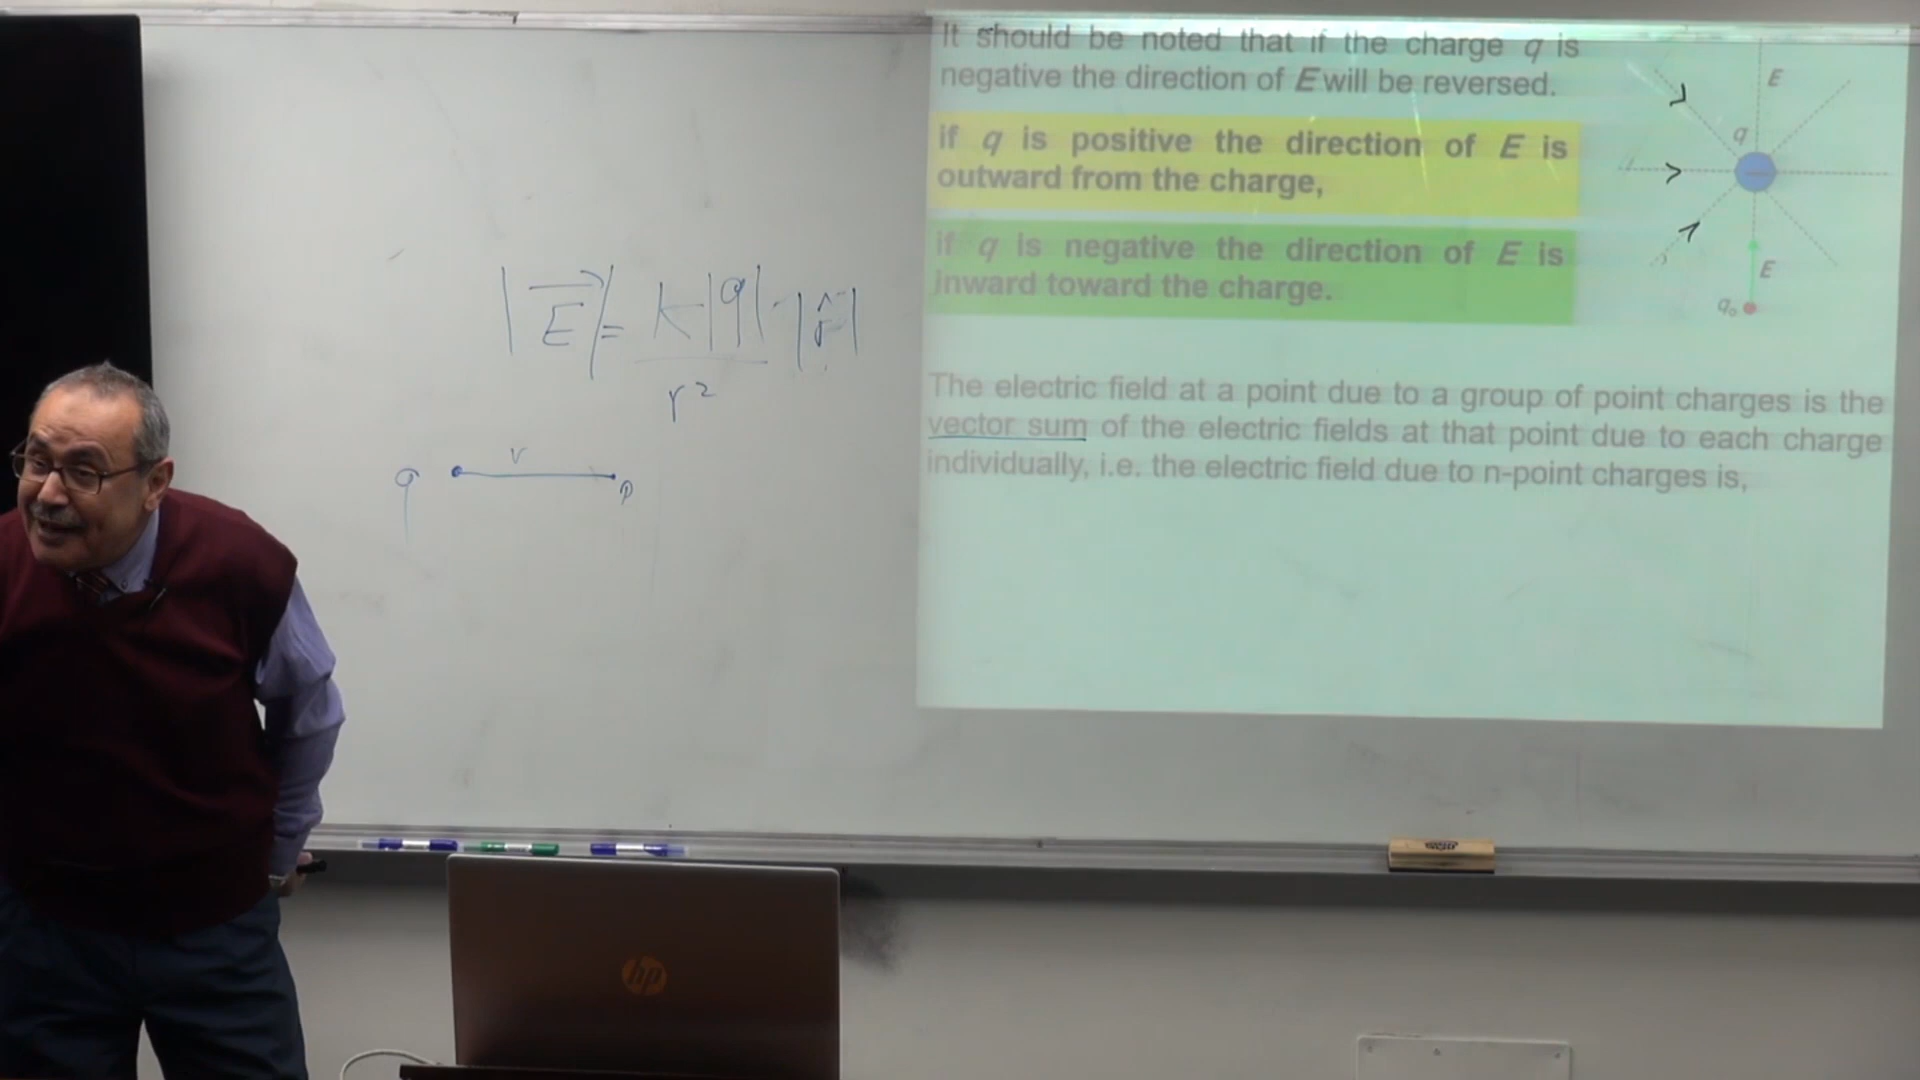 It should be noted that if the charge q is
negative the direction of E will be reversed.
if q is positive the direction of E is
outward from the charge,
if q is negative the direction of E is
inward toward the charge.
The electric field at a point due to a group of point charges is the
vector sum of the electric fields at that point due to each charge
individually, i.e. the electric field due to n-point charges is,
E
q
E
q₀
|E⃗| = k|q| |r̂|
r²
q r p
hp